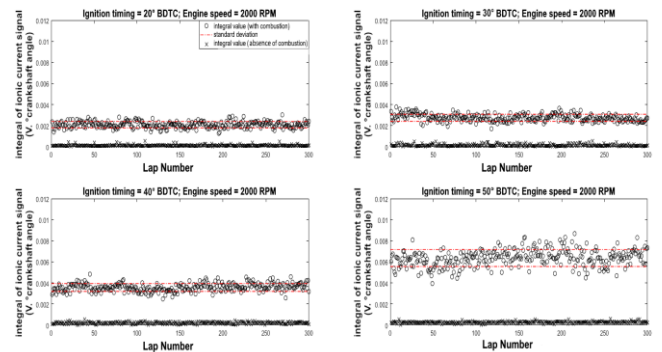 Ignition timing = 20° BDTC; Engine speed = 2000 RPM
integral of ionic current signal
(V. °crankshaft angle)
0.012
0.01
0.008
0.006
0.004
0.002
0
integral value (with combustion)
standard deviation
integral value (absence of combustion)
0 50 100 150 200 250 300
Lap Number
Ignition timing = 30° BDTC; Engine speed = 2000 RPM
integral of ionic current signal
(V. °crankshaft angle)
0.012
0.01
0.008
0.006
0.004
0.002
0
0 50 100 150 200 250 300
Lap Number
Ignition timing = 40° BDTC; Engine speed = 2000 RPM
integral of ionic current signal
(V. °crankshaft angle)
0.012
0.01
0.008
0.006
0.004
0.002
0
0 50 100 150 200 250 300
Lap Number
Ignition timing = 50° BDTC; Engine speed = 2000 RPM
integral of ionic current signal
(V. °crankshaft angle)
0.012
0.01
0.008
0.006
0.004
0.002
0
0 50 100 150 200 250 300
Lap Number